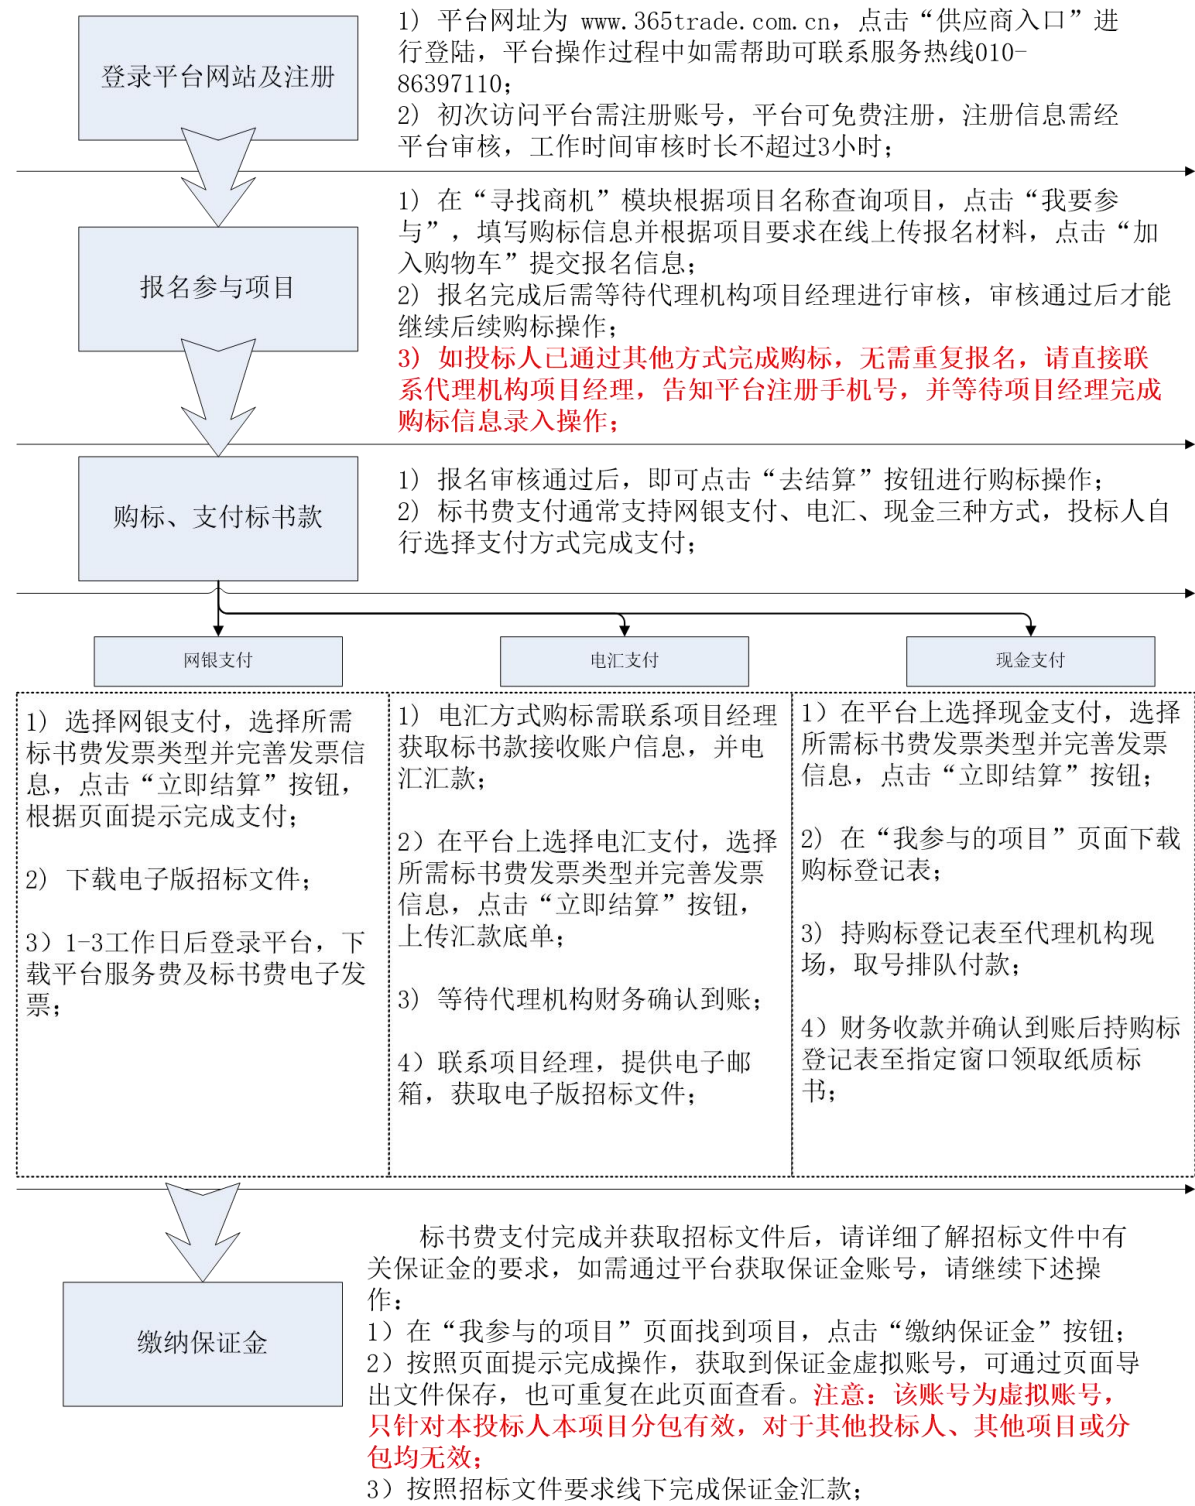 登录平台网站及注册
1) 平台网址为 www.365trade.com.cn，点击“供应商入口”进
行登陆，平台操作过程中如需帮助可联系服务热线010-
86397110；
2) 初次访问平台需注册账号，平台可免费注册，注册信息需经
平台审核，工作时间审核时长不超过3小时；
报名参与项目
1) 在“寻找商机”模块根据项目名称查询项目，点击“我要参
与”，填写购标信息并根据项目要求在线上传报名材料，点击“加
入购物车”提交报名信息；
2) 报名完成后需等待代理机构项目经理进行审核，审核通过后才能
继续后续购标操作；
3) 如投标人已通过其他方式完成购标，无需重复报名，请直接联
系代理机构项目经理，告知平台注册手机号，并等待项目经理完成
购标信息录入操作；
购标、支付标书款
1) 报名审核通过后，即可点击“去结算”按钮进行购标操作；
2) 标书费支付通常支持网银支付、电汇、现金三种方式，投标人自
行选择支付方式完成支付；
网银支付
1) 选择网银支付，选择所需
标书费发票类型并完善发票信
息，点击“立即结算”按钮，
根据页面提示完成支付；
2) 下载电子版招标文件；
3）1-3工作日后登录平台，下
载平台服务费及标书费电子发
票；
电汇支付
1) 电汇方式购标需联系项目经理
获取标书款接收账户信息，并电
汇汇款；
2）在平台上选择电汇支付，选择
所需标书费发票类型并完善发票
信息，点击“立即结算”按钮，
上传汇款底单；
3) 等待代理机构财务确认到账；
4）联系项目经理，提供电子邮
箱，获取电子版招标文件；
现金支付
1）在平台上选择现金支付，选择
所需标书费发票类型并完善发票
信息，点击“立即结算”按钮；
2) 在“我参与的项目”页面下载
购标登记表；
3) 持购标登记表至代理机构现
场，取号排队付款；
4）财务收款并确认到账后持购标
登记表至指定窗口领取纸质标
书；
缴纳保证金
标书费支付完成并获取招标文件后，请详细了解招标文件中有
关保证金的要求，如需通过平台获取保证金账号，请继续下述操
作：
1）在“我参与的项目”页面找到项目，点击“缴纳保证金”按钮；
2）按照页面提示完成操作，获取到保证金虚拟账号，可通过页面导
出文件保存，也可重复在此页面查看。注意：该账号为虚拟账号，
只针对本投标人本项目分包有效，对于其他投标人、其他项目或分
包均无效；
3）按照招标文件要求线下完成保证金汇款；